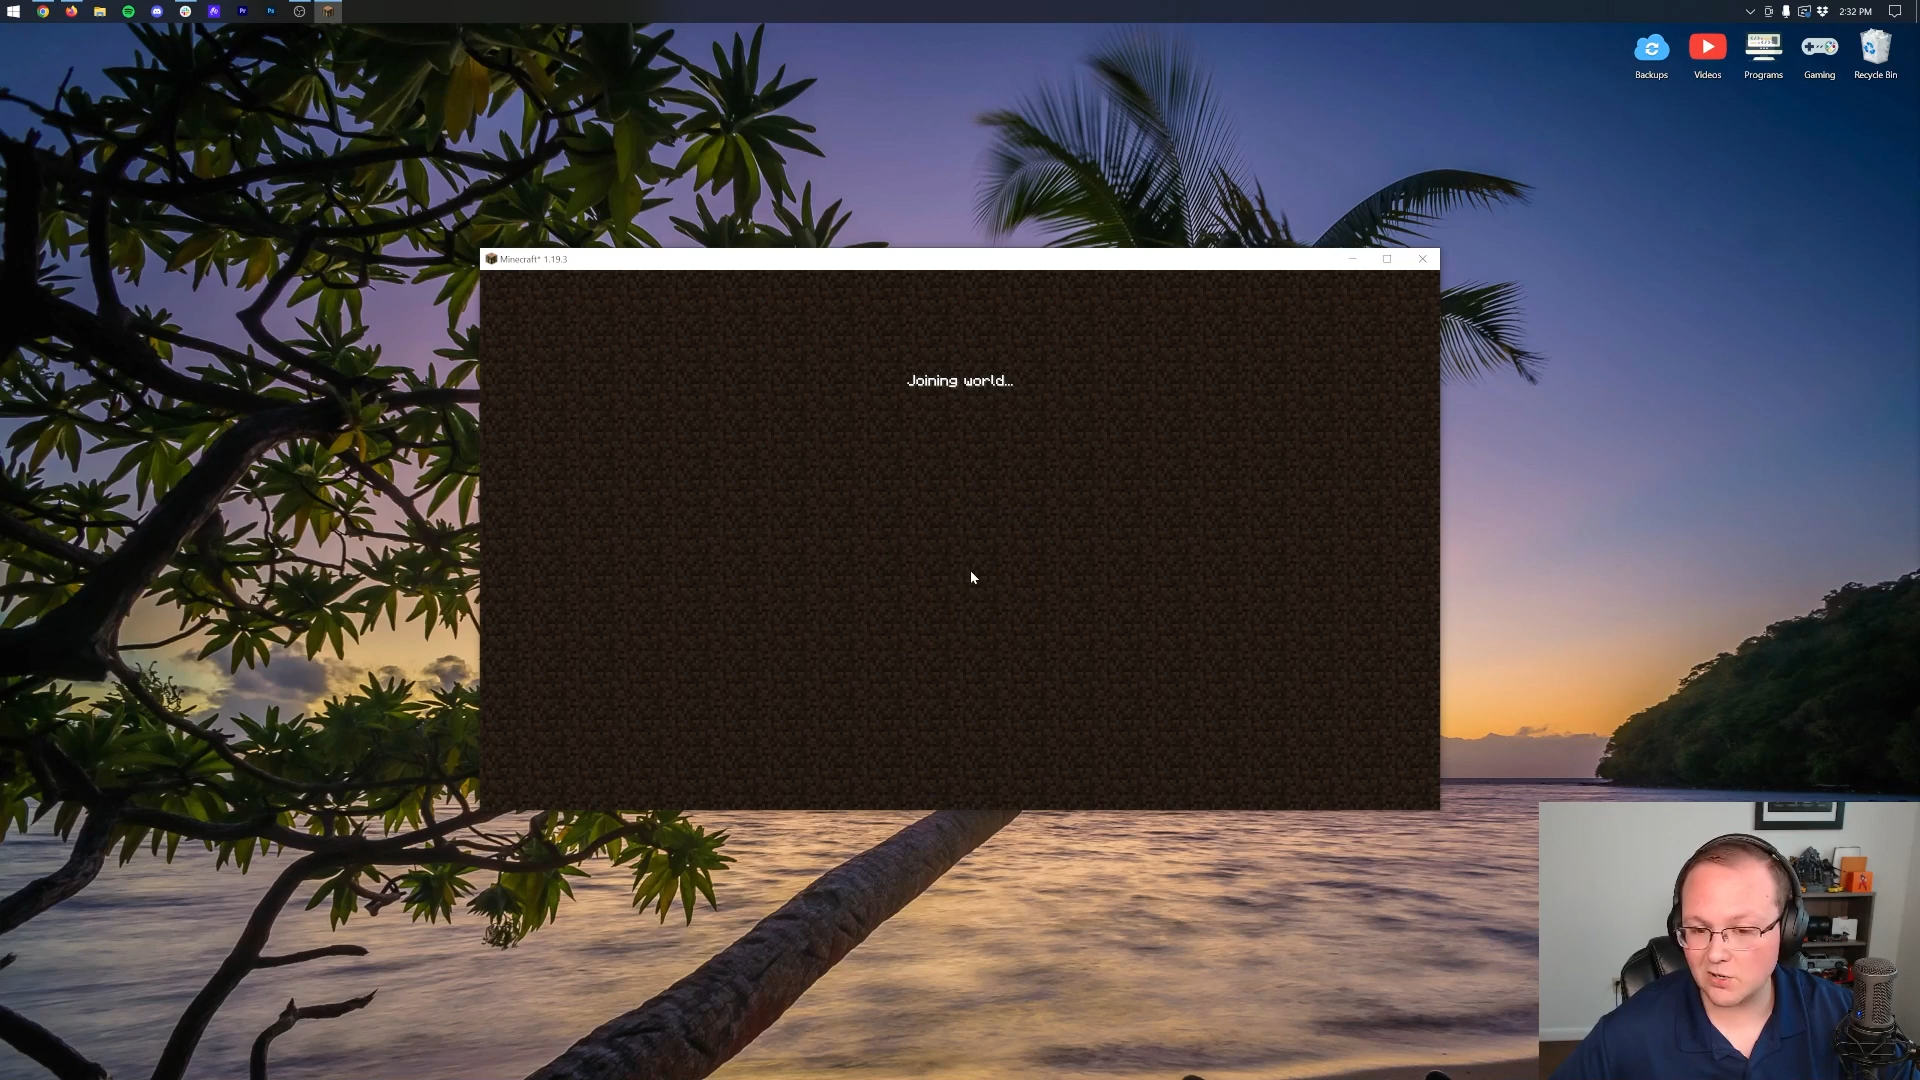 2:32 PM
Backups
Videos
Programs
Gaming
Recycle Bin
Minecraft* 1.19.3
Joining world...